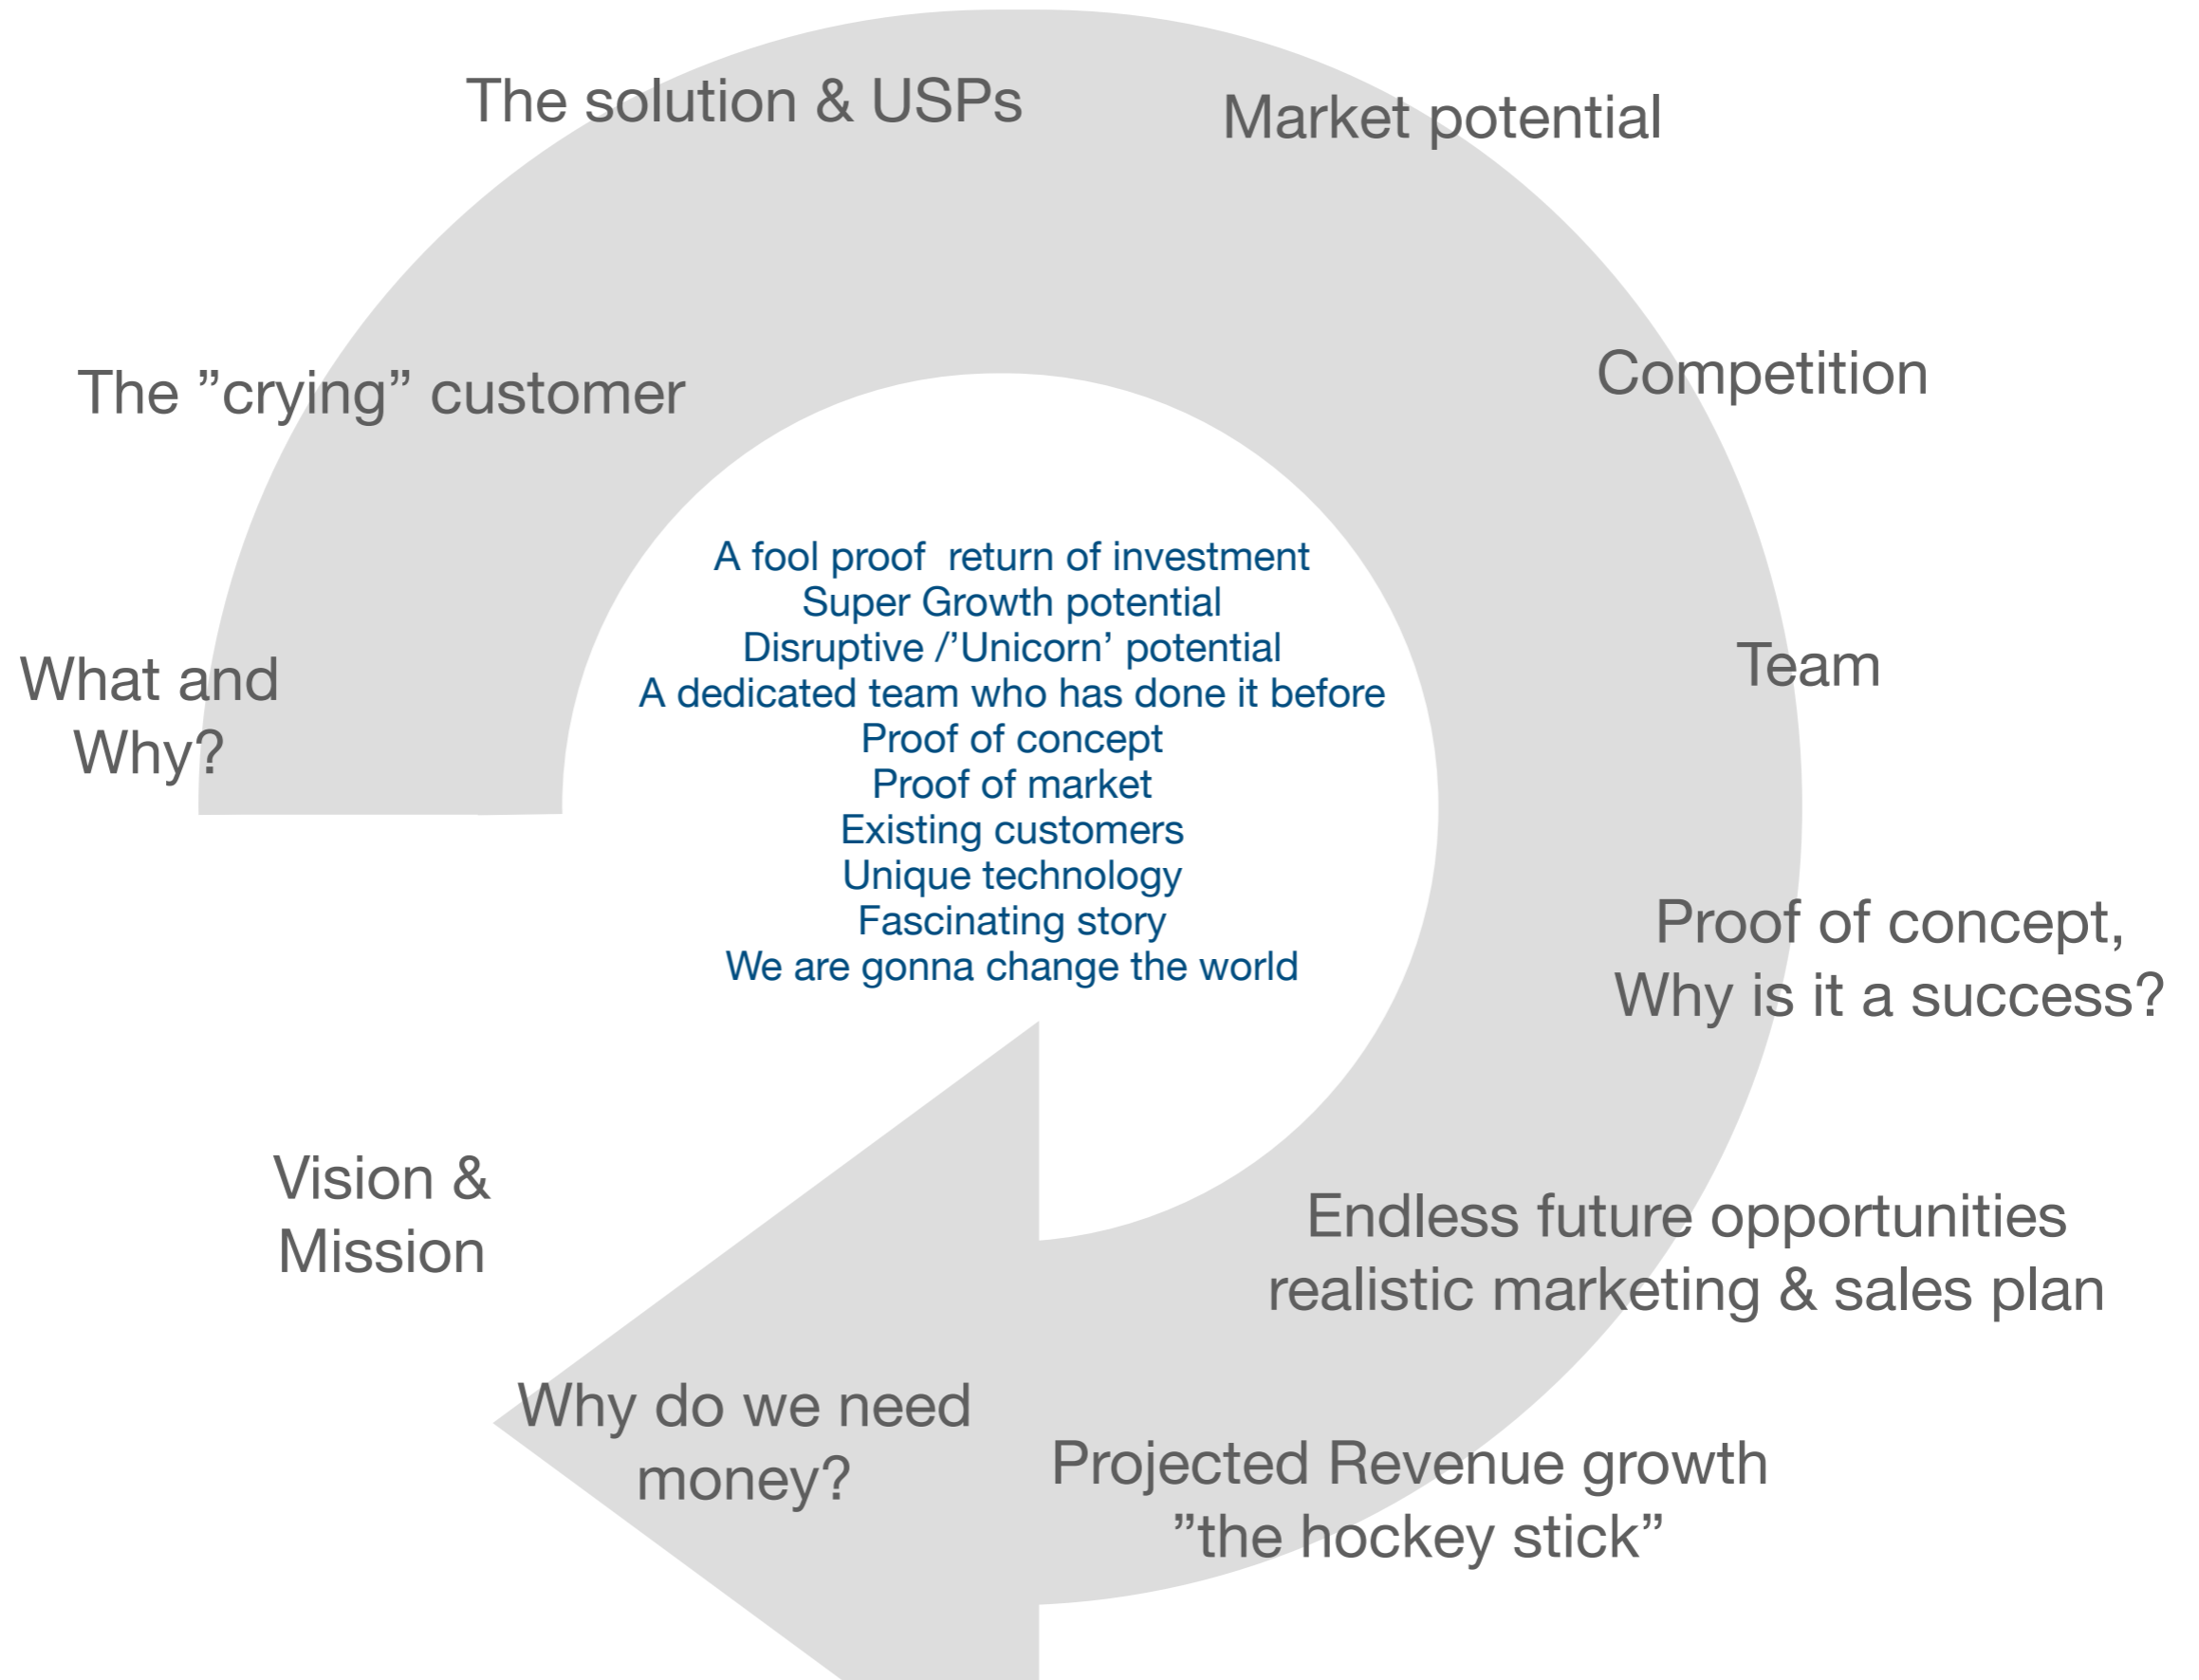 The solution & USPs
Market potential
The ”crying” customer
Competition
A fool proof  return of investment
Super Growth potential
Disruptive /’Unicorn’ potential
A dedicated team who has done it before
Proof of concept
Proof of market
Existing customers
Unique technology
Fascinating story
We are gonna change the world
What and
Why?
Team
Proof of concept,
Why is it a success?
Vision &
Mission
Endless future opportunities
realistic marketing & sales plan
Why do we need
money?
Projected Revenue growth
”the hockey stick”